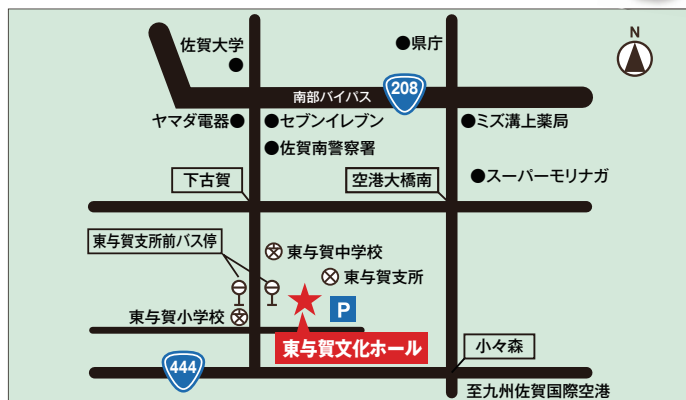 佐賀大学
県庁
N
208
南部バイパス
ヤマダ電器
セブンイレブン
ミズ溝上薬局
佐賀南警察署
下古賀
空港大橋南
スーパーモリナガ
東与賀支所前バス停
東与賀中学校
東与賀支所
P
東与賀小学校
東与賀文化ホール
小々森
444
至九州佐賀国際空港